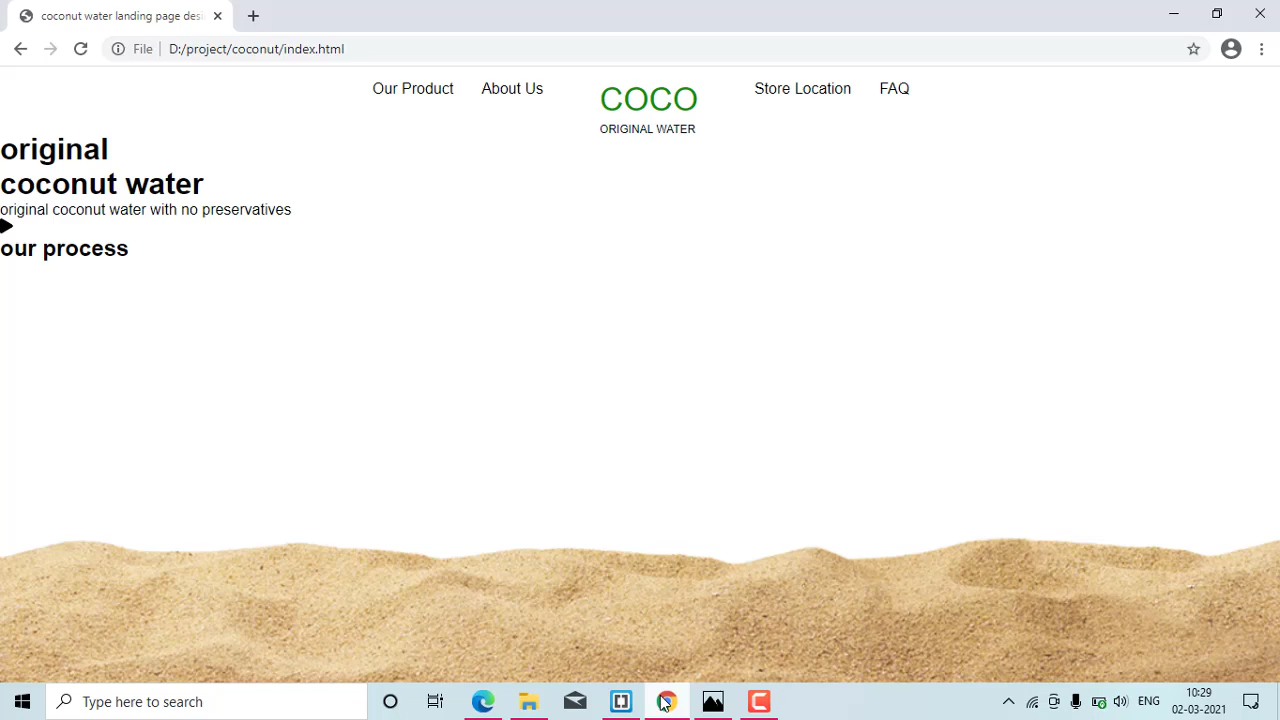 coconut water landing page desi
File
D:/project/coconut/index.html
Our Product
About Us
COCO
Store Location
FAQ
ORIGINAL WATER
original
coconut water
original coconut water with no preservatives
our process
Type here to search
ENG
10:29
02-03-2021